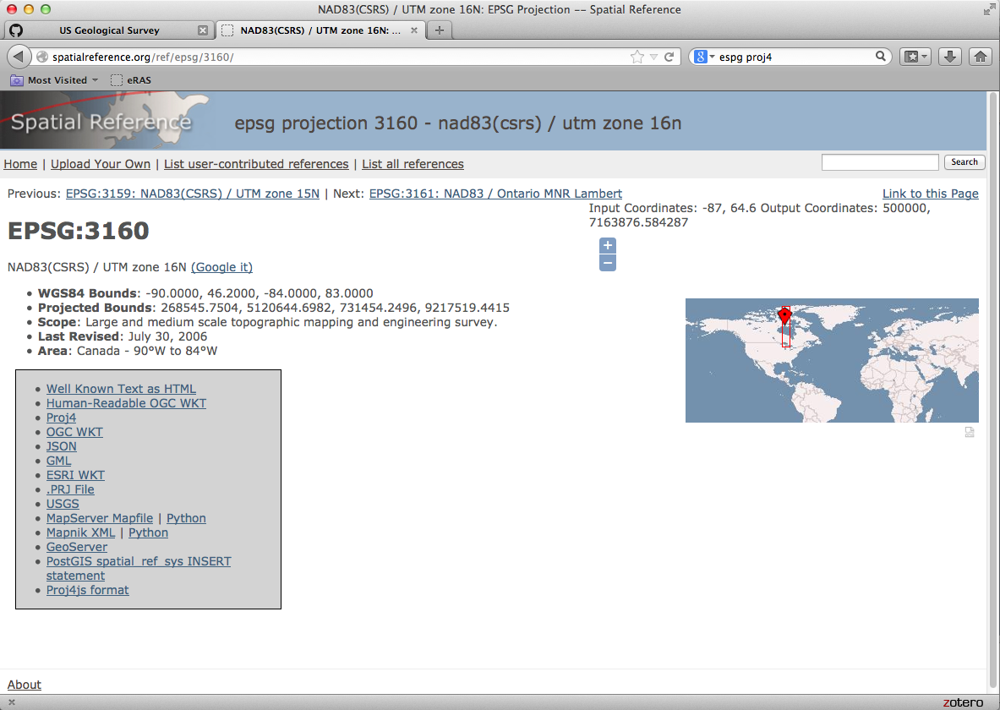 NAD83(CSRS) / UTM zone 16N: EPSG Projection -- Spatial Reference
US Geological Survey
NAD83(CSRS) / UTM zone 16N: ...
spatialreference.org/ref/epsg/3160/
espg proj4
Most Visited
eRAS
Spatial Reference
epsg projection 3160 - nad83(csrs) / utm zone 16n
Home | Upload Your Own | List user-contributed references | List all references
Search
Previous: EPSG:3159: NAD83(CSRS) / UTM zone 15N | Next: EPSG:3161: NAD83 / Ontario MNR Lambert
Link to this Page
Input Coordinates: -87, 64.6 Output Coordinates: 500000,
7163876.584287
+
−
EPSG:3160
NAD83(CSRS) / UTM zone 16N (Google it)
• WGS84 Bounds: -90.0000, 46.2000, -84.0000, 83.0000
• Projected Bounds: 268545.7504, 5120644.6982, 731454.2496, 9217519.4415
• Scope: Large and medium scale topographic mapping and engineering survey.
• Last Revised: July 30, 2006
• Area: Canada - 90°W to 84°W
• Well Known Text as HTML
• Human-Readable OGC WKT
• Proj4
• OGC WKT
• JSON
• GML
• ESRI WKT
• .PRJ File
• USGS
• MapServer Mapfile | Python
• Mapnik XML | Python
• GeoServer
• PostGIS spatial_ref_sys INSERT
statement
• Proj4js format
About
zotero